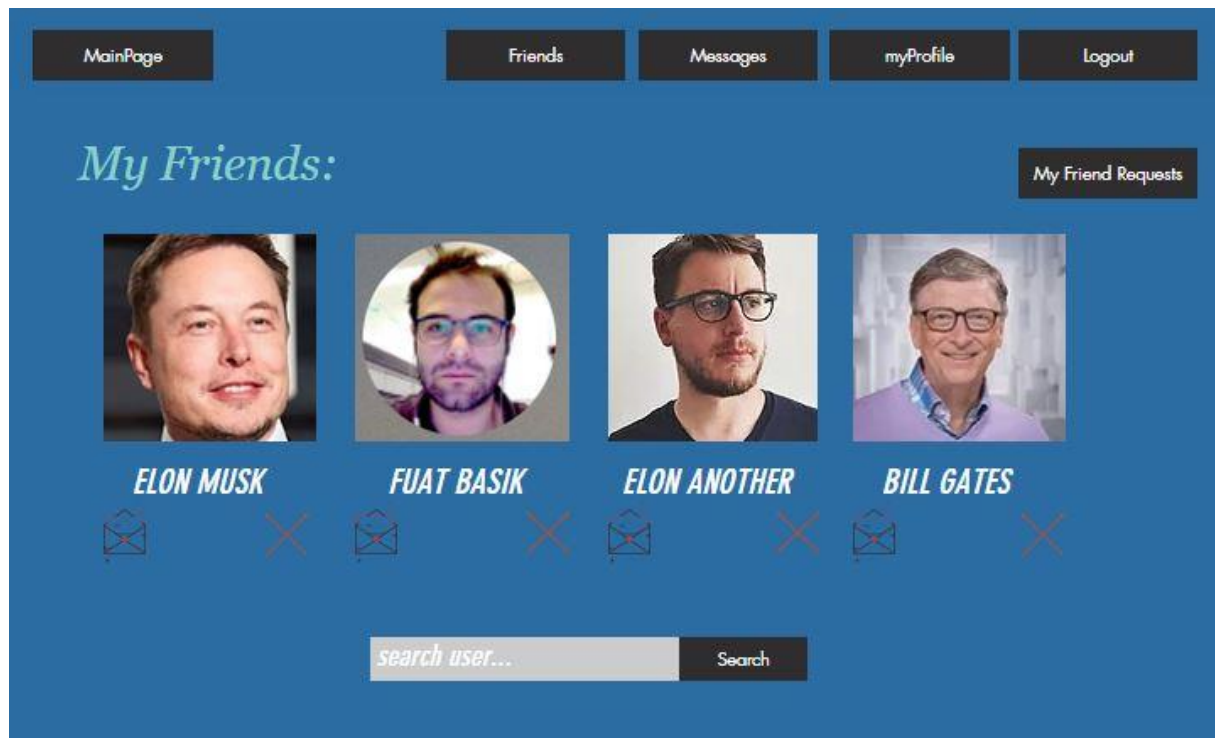 MainPage Friends Messages myProfile Logout
My Friends:
My Friend Requests
ELON MUSK FUAT BASIK ELON ANOTHER BILL GATES
search user... Search